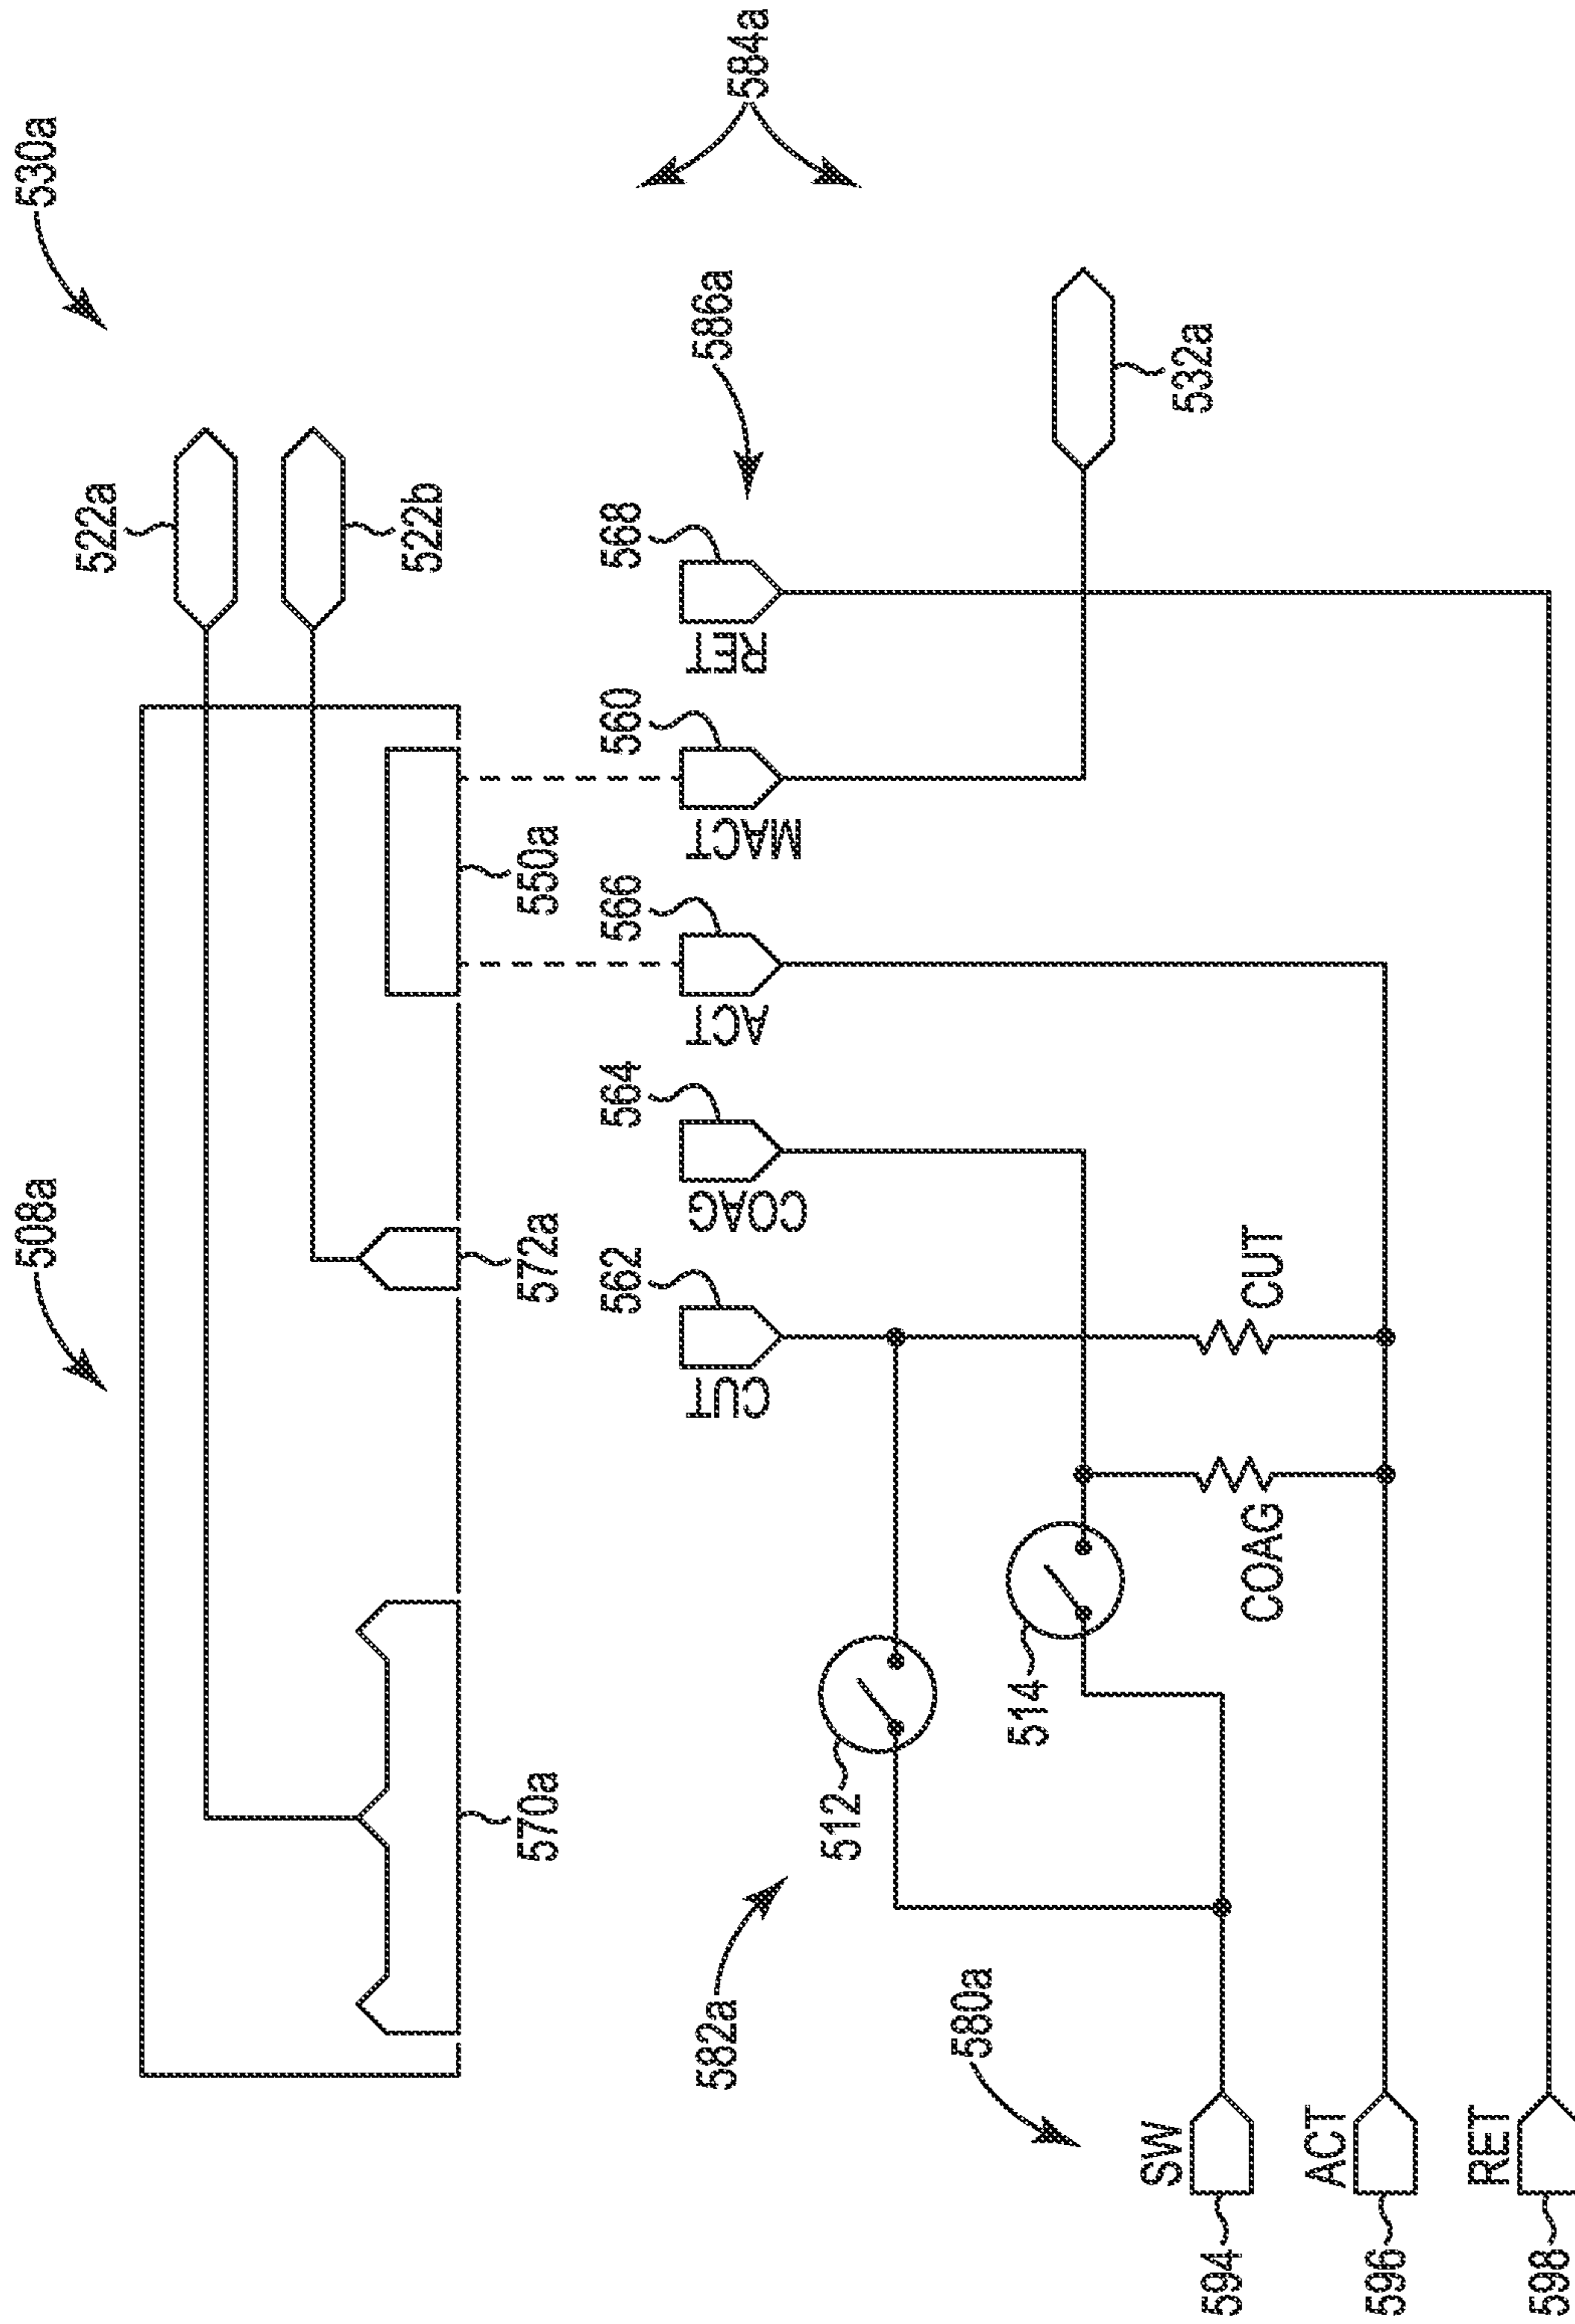 530a
508a
584a
522a
522b
586a
550a
572a
570a
568
RET
560
MACT
566
ACT
564
COAG
562
CUT
532a
582a
512
514
CUT
COAG
580a
SW
594
ACT
596
RET
598